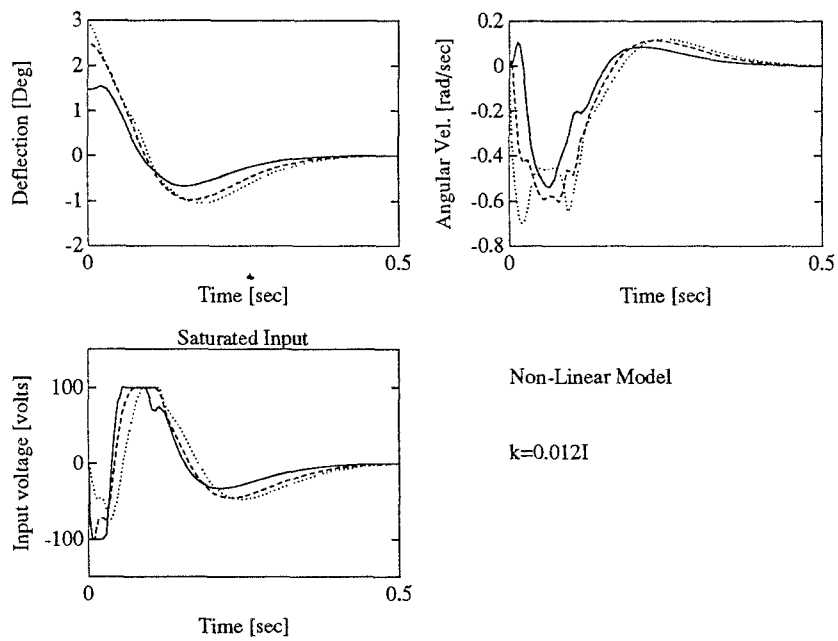 3
2
1
0
-1
-2
0
0.5
Deflection [Deg]
Time [sec]
0.2
0
-0.2
-0.4
-0.6
-0.8
0
0.5
Angular Vel. [rad/sec]
Time [sec]
Saturated Input
100
0
-100
0
0.5
Input voltage [volts]
Time [sec]
Non-Linear Model
k=0.012I